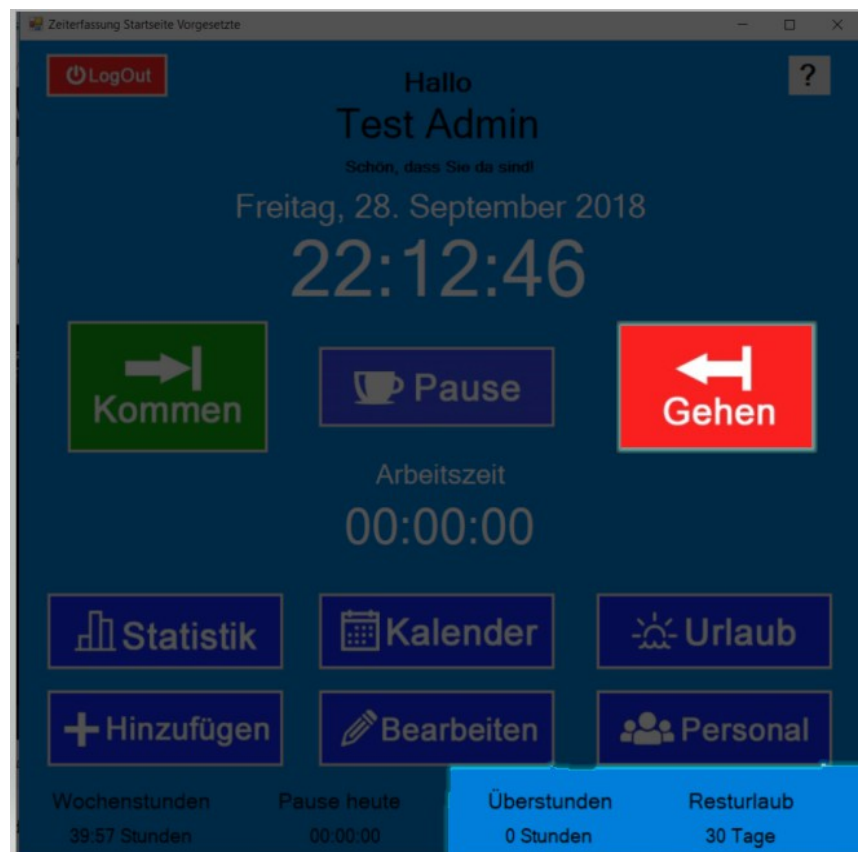 Zeiterfassung Startseite Vorgesetzte
LogOut
?
Hallo
Test Admin
Schön, dass Sie da sind!
Freitag, 28. September 2018
22:12:46
Kommen
Pause
Gehen
Arbeitszeit
00:00:00
Statistik
Kalender
Urlaub
Hinzufügen
Bearbeiten
Personal
Wochenstunden Pause heute Überstunden Resturlaub
39:57 Stunden 00:00:00 0 Stunden 30 Tage